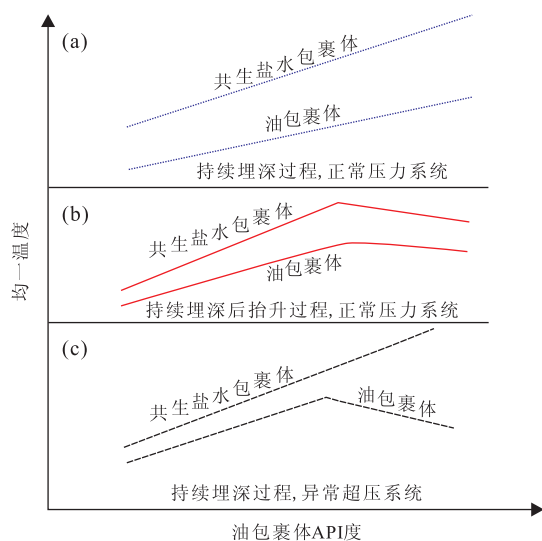 (a)
共生盐水包裹体
油包裹体
持续埋深过程,正常压力系统
(b)
共生盐水包裹体
油包裹体
持续埋深后抬升过程,正常压力系统
(c)
共生盐水包裹体
油包裹体
持续埋深过程,异常超压系统
均一温度
油包裹体API度